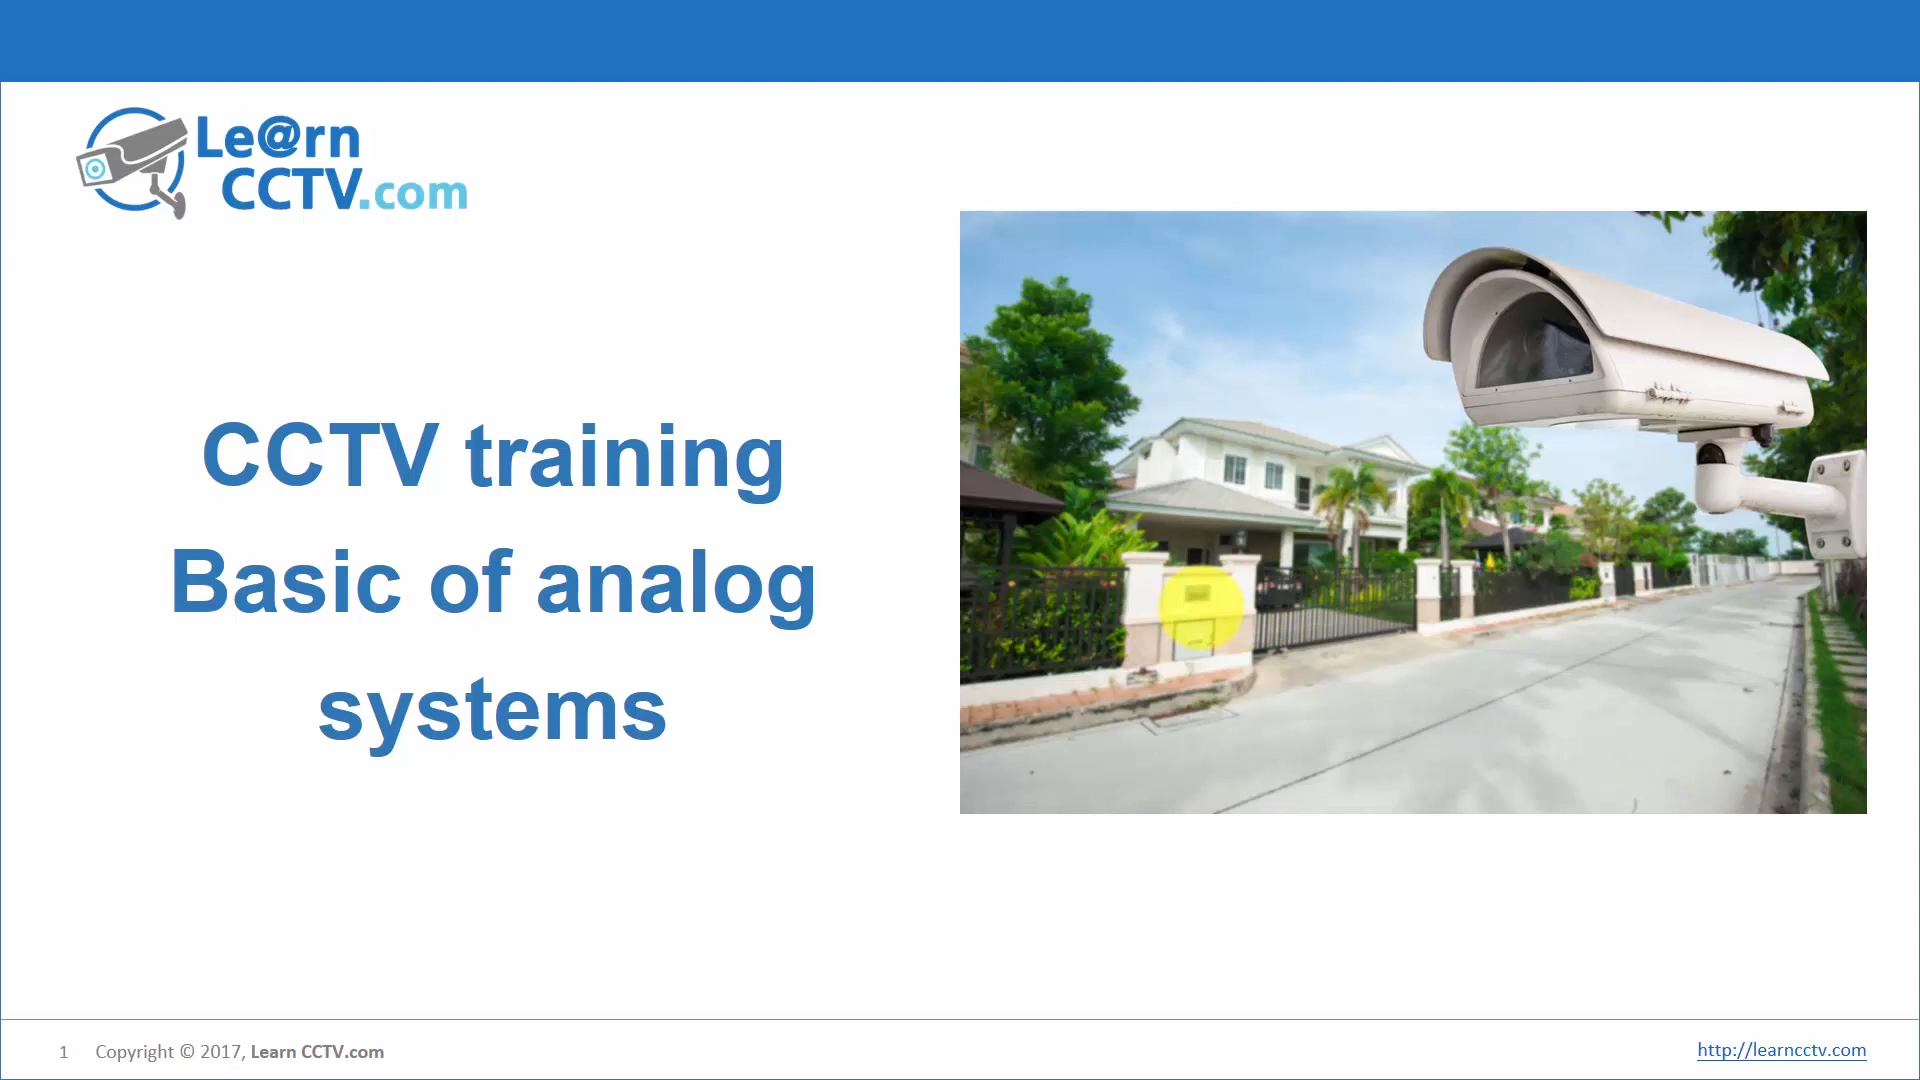 Le@rn
CCTV.com
CCTV training
Basic of analog
systems
1 Copyright © 2017, Learn CCTV.com
http://learncctv.com